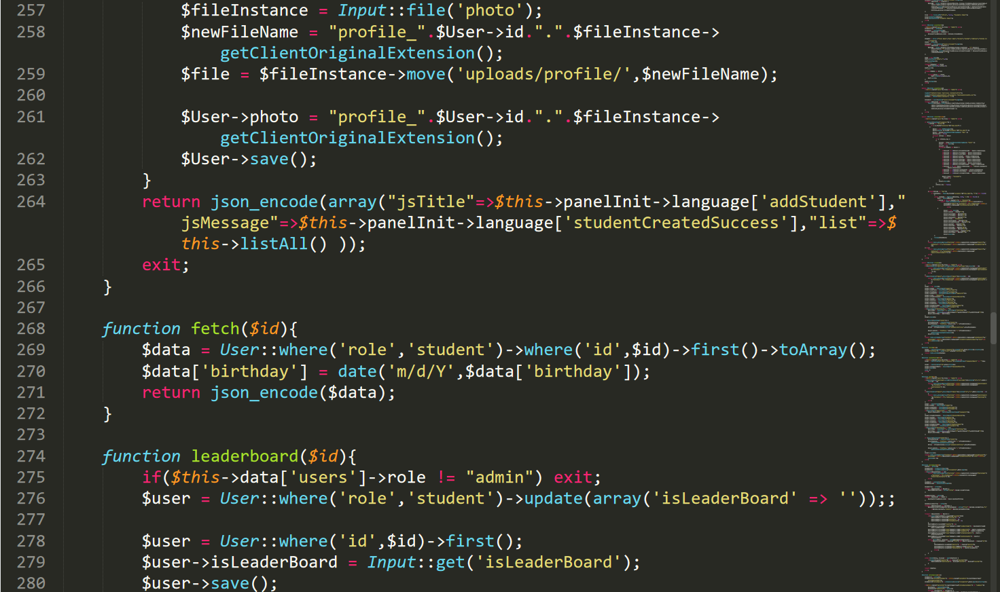 257 $fileInstance = Input::file('photo');
258 $newFileName = "profile_".$User->id.".".$fileInstance->
getClientOriginalExtension();
259 $file = $fileInstance->move('uploads/profile/',$newFileName);
260
261 $User->photo = "profile_".$User->id.".".$fileInstance->
getClientOriginalExtension();
262 $User->save();
263 }
264 return json_encode(array("jsTitle"=>$this->panelInit->language['addStudent'],"
jsMessage"=>$this->panelInit->language['studentCreatedSuccess'],"list"=>$
this->listAll() ));
265 exit;
266 }
267
268 function fetch($id){
269 $data = User::where('role','student')->where('id',$id)->first()->toArray();
270 $data['birthday'] = date('m/d/Y',$data['birthday']);
271 return json_encode($data);
272 }
273
274 function leaderboard($id){
275 if($this->data['users']->role != "admin") exit;
276 $user = User::where('role','student')->update(array('isLeaderBoard' => ''));;
277
278 $user = User::where('id',$id)->first();
279 $user->isLeaderBoard = Input::get('isLeaderBoard');
280 $user->save();